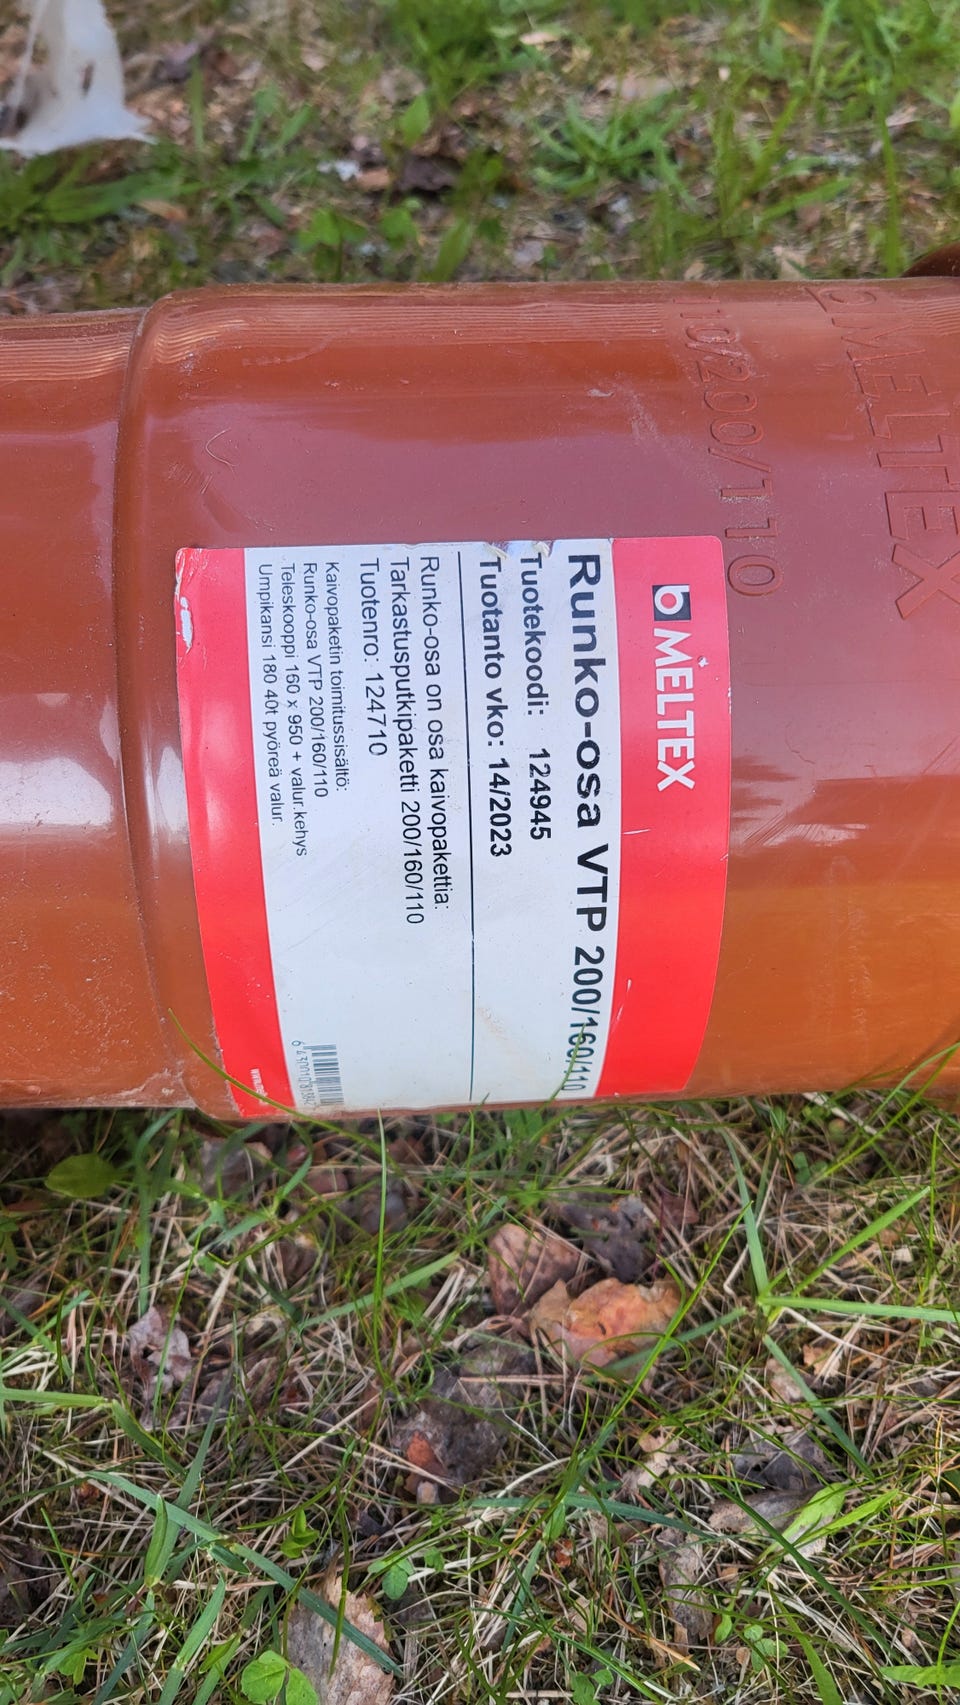 MELTEX
Runko-osa VTP 200/160/110
Tuotekoodi: 124945
Tuotanto vko: 14/2023
Runko-osa on osa kaivopakettia:
Tarkastusputkipaketti 200/160/110
Tuotenro: 124710
Kaivopaketin toimitussisältö:
Runko-osa VTP 200/160/110
Teleskooppi 160 x 950 + valur.kehys
Umpikansi 180 40t pyöreä valur.
MELTEX
110/200/110